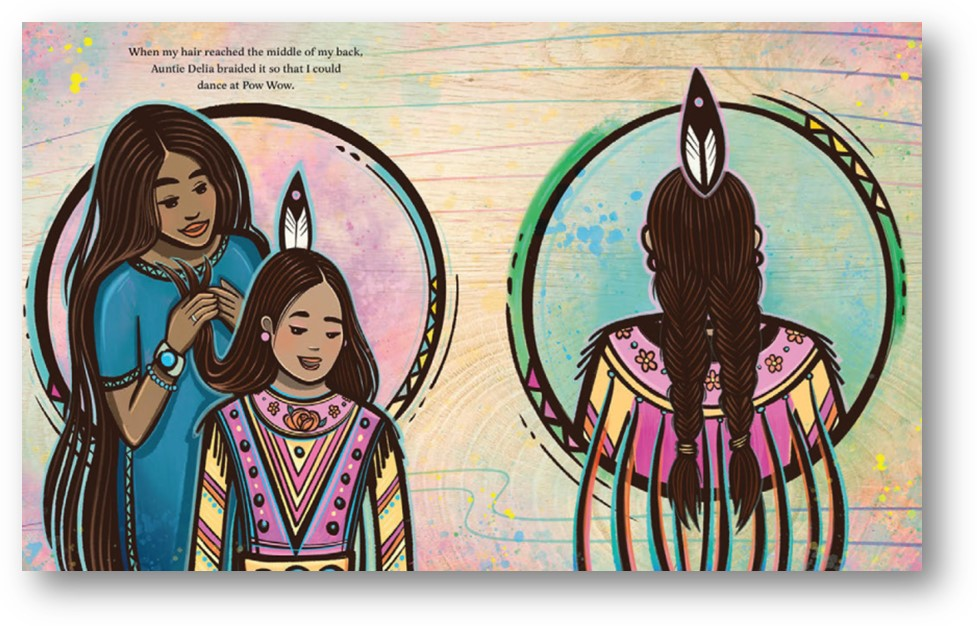 When my hair reached the middle of my back,
Auntie Delia braided it so that I could
dance at Pow Wow.